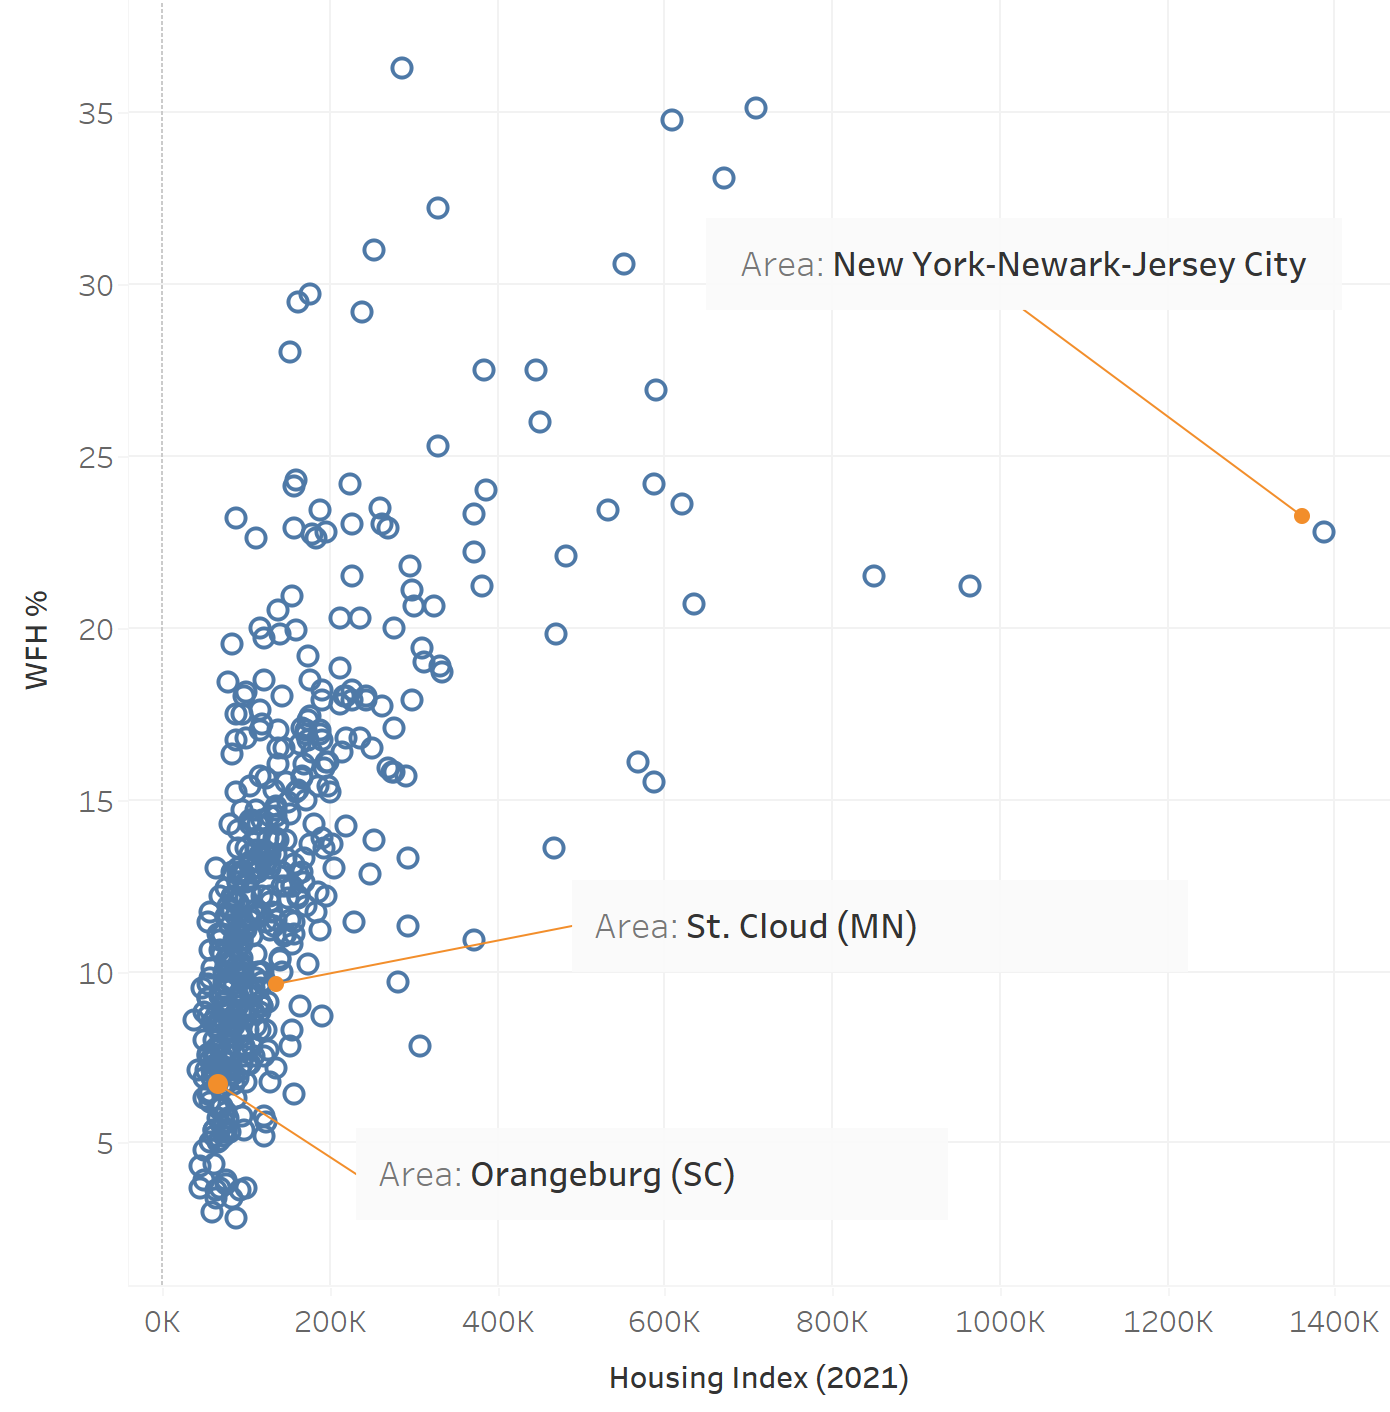 35
Area: New York-Newark-Jersey City
30
25
WFH %
20
15
Area: St. Cloud (MN)
10
5
Area: Orangeburg (SC)
0K 200K 400K 600K 800K 1000K 1200K 1400K
Housing Index (2021)